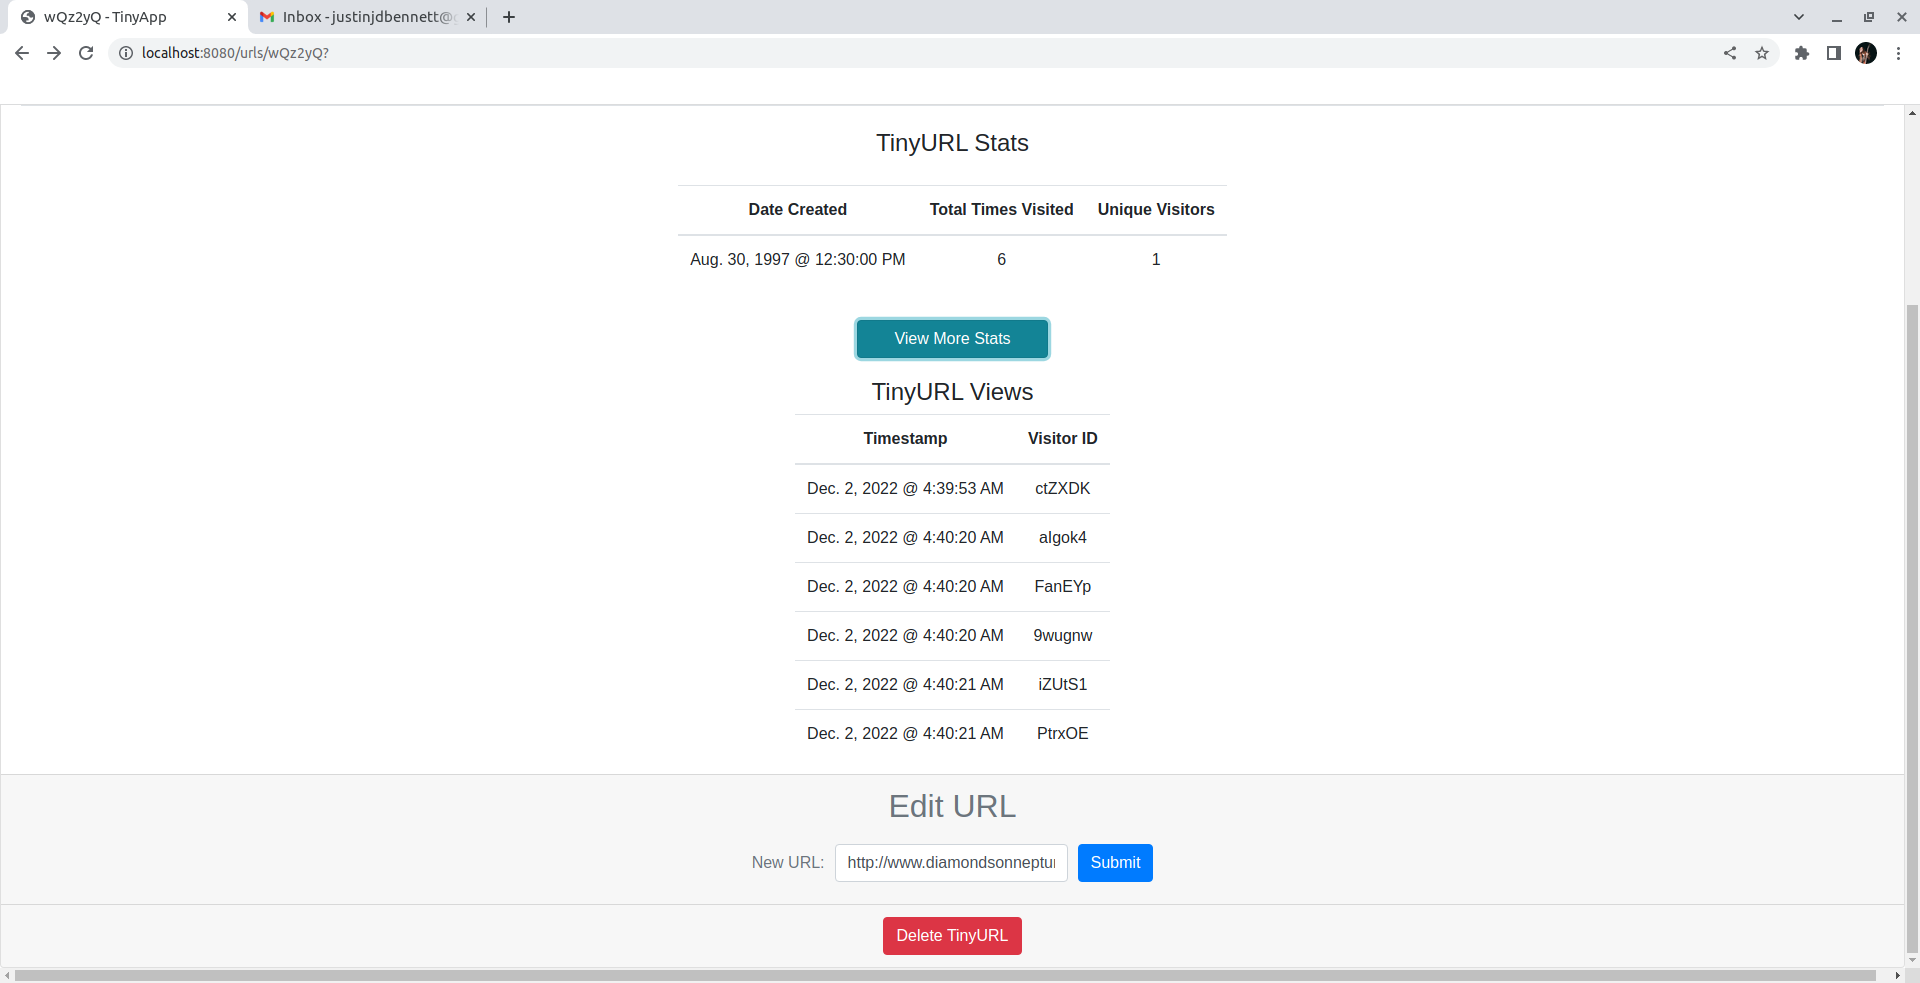 wQz2yQ - TinyApp
Inbox - justinjdbennett@
localhost:8080/urls/wQz2yQ?
TinyURL Stats
Date Created Total Times Visited Unique Visitors
Aug. 30, 1997 @ 12:30:00 PM 6 1
View More Stats
TinyURL Views
Timestamp Visitor ID
Dec. 2, 2022 @ 4:39:53 AM ctZXDK
Dec. 2, 2022 @ 4:40:20 AM algok4
Dec. 2, 2022 @ 4:40:20 AM FanEYp
Dec. 2, 2022 @ 4:40:20 AM 9wugnw
Dec. 2, 2022 @ 4:40:21 AM iZUtS1
Dec. 2, 2022 @ 4:40:21 AM PtrxOE
Edit URL
New URL: http://www.diamondsonneptu Submit
Delete TinyURL